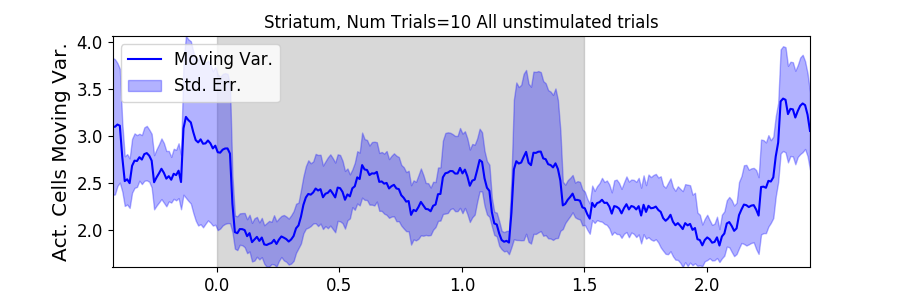 Striatum, Num Trials=10 All unstimulated trials
Act. Cells Moving Var.
4.0
3.5
3.0
2.5
2.0
Moving Var.
Std. Err.
0.0 0.5 1.0 1.5 2.0